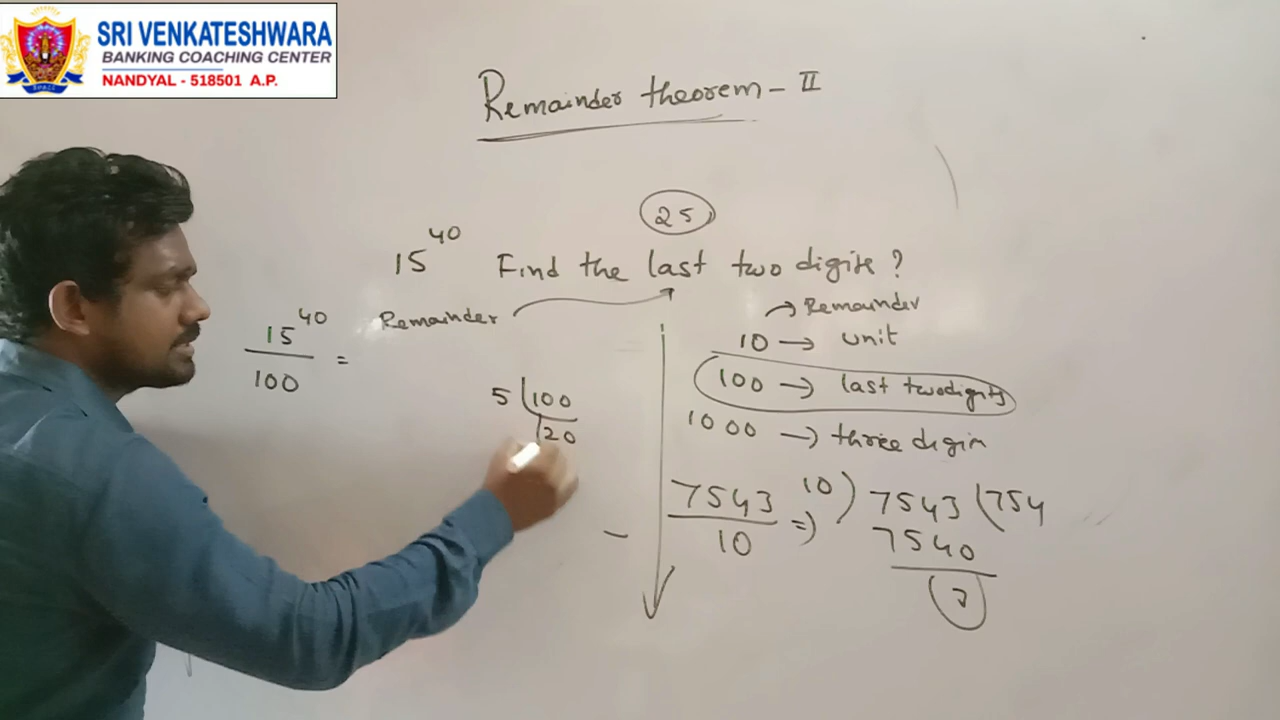 SRI VENKATESHWARA
BANKING COACHING CENTER
NANDYAL - 518501 A.P.
Remainder theorem - II
25
15^40 Find the last two digits?
Remainder
15^40
100
=
Remainder
10 → unit
100 → last two digits
1000 → three digin
5 100
20
7543
10
=) 10) 7543 (754
7540
3